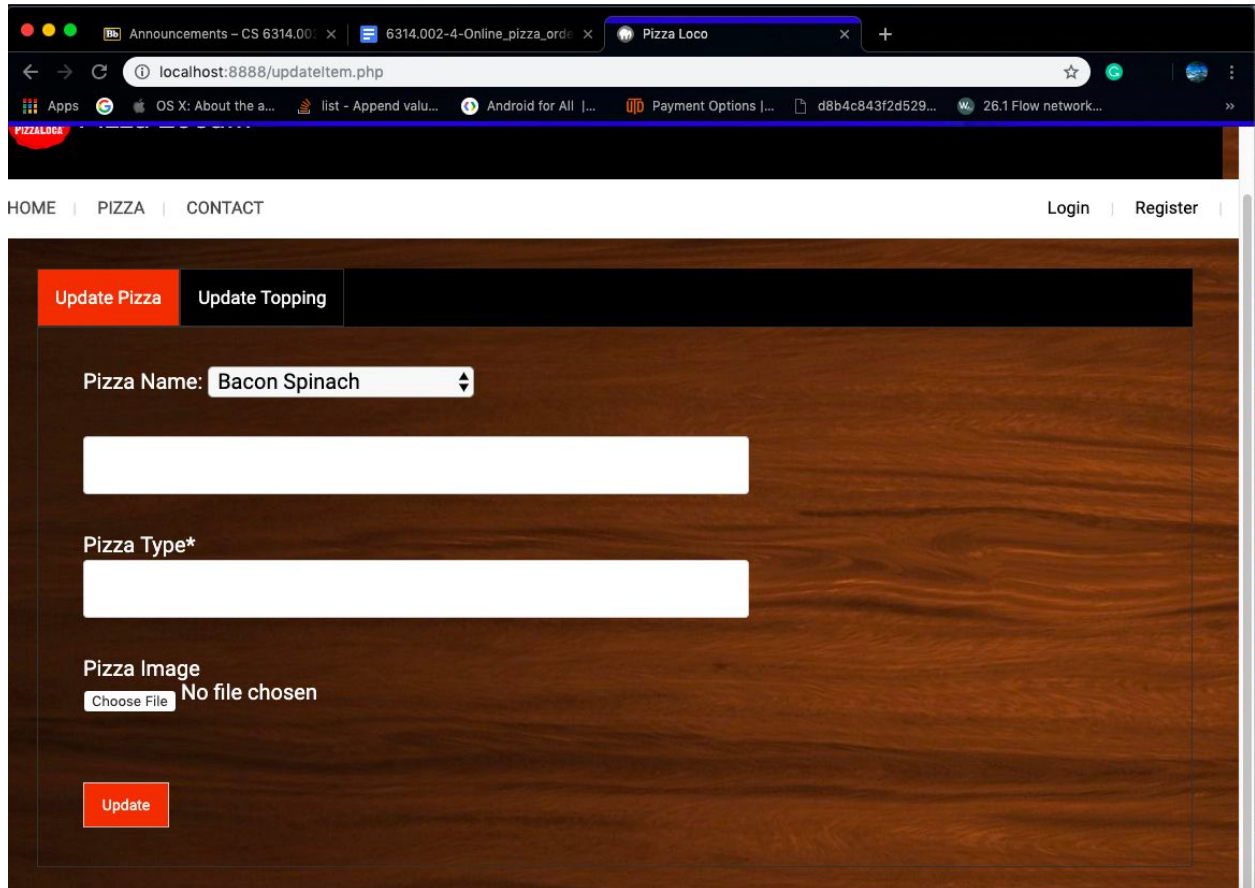 Announcements – CS 6314.00
6314.002-4-Online_pizza_orde
Pizza Loco
localhost:8888/updateItem.php
Apps
OS X: About the a...
list - Append valu...
Android for All |...
Payment Options |...
d8b4c843f2d529...
26.1 Flow network...
PIZZALOCA
HOME | PIZZA | CONTACT
Login | Register |
Update Pizza
Update Topping
Pizza Name: Bacon Spinach
Pizza Type*
Pizza Image
Choose File No file chosen
Update